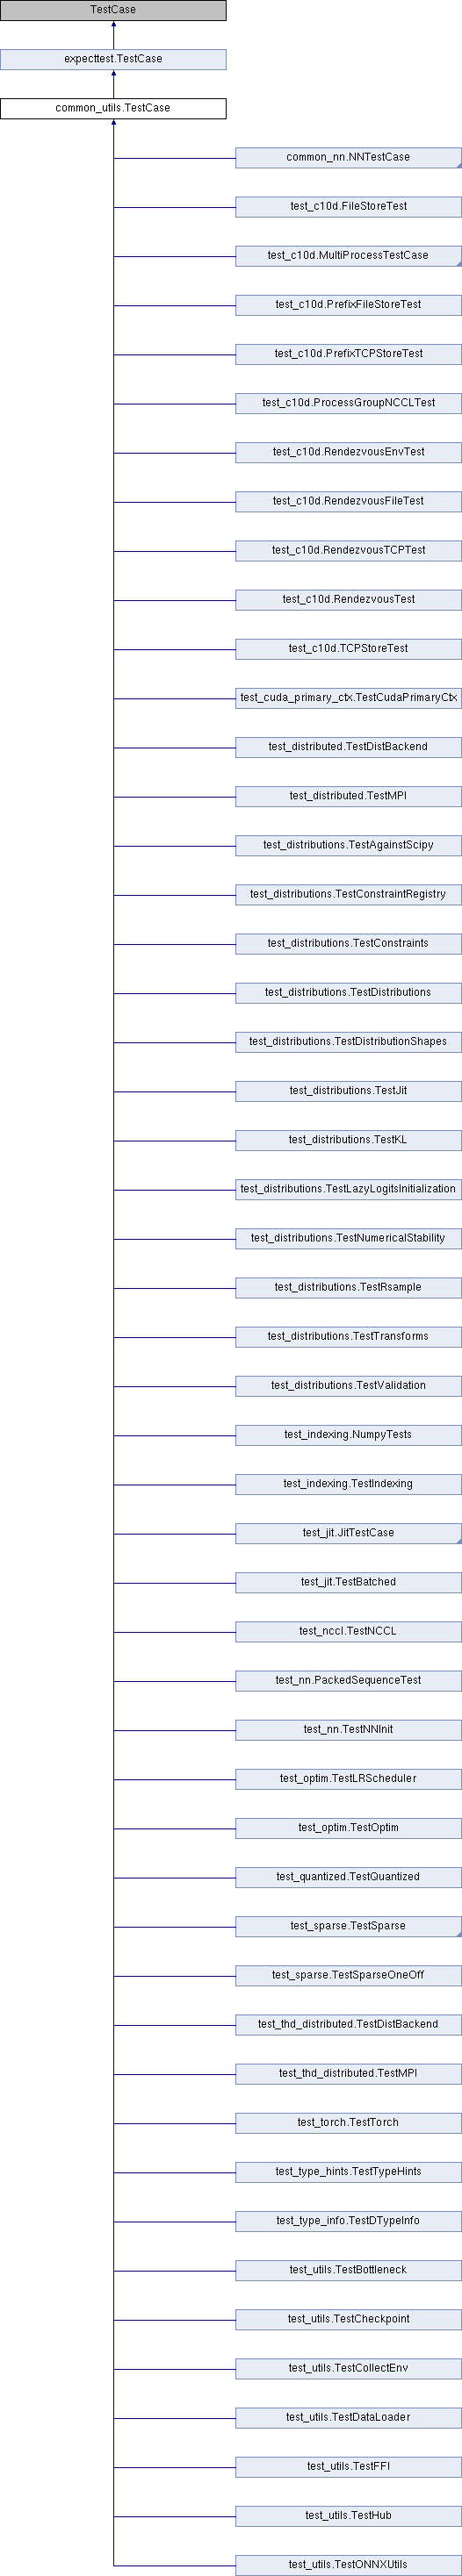 TestCase
expecttest.TestCase
common_utils.TestCase
common_nn.NNTestCase
test_c10d.FileStoreTest
test_c10d.MultiProcessTestCase
test_c10d.PrefixFileStoreTest
test_c10d.PrefixTCPStoreTest
test_c10d.ProcessGroupNCCLTest
test_c10d.RendezvousEnvTest
test_c10d.RendezvousFileTest
test_c10d.RendezvousTCPTest
test_c10d.RendezvousTest
test_c10d.TCPStoreTest
test_cuda_primary_ctx.TestCudaPrimaryCtx
test_distributed.TestDistBackend
test_distributed.TestMPI
test_distributions.TestAgainstScipy
test_distributions.TestConstraintRegistry
test_distributions.TestConstraints
test_distributions.TestDistributions
test_distributions.TestDistributionShapes
test_distributions.TestJit
test_distributions.TestKL
test_distributions.TestLazyLogitsInitialization
test_distributions.TestNumericalStability
test_distributions.TestRsample
test_distributions.TestTransforms
test_distributions.TestValidation
test_indexing.NumpyTests
test_indexing.TestIndexing
test_jit.JitTestCase
test_jit.TestBatched
test_nccl.TestNCCL
test_nn.PackedSequenceTest
test_nn.TestNNInit
test_optim.TestLRScheduler
test_optim.TestOptim
test_quantized.TestQuantized
test_sparse.TestSparse
test_sparse.TestSparseOneOff
test_thd_distributed.TestDistBackend
test_thd_distributed.TestMPI
test_torch.TestTorch
test_type_hints.TestTypeHints
test_type_info.TestDTypeInfo
test_utils.TestBottleneck
test_utils.TestCheckpoint
test_utils.TestCollectEnv
test_utils.TestDataLoader
test_utils.TestFFI
test_utils.TestHub
test_utils.TestONNXUtils